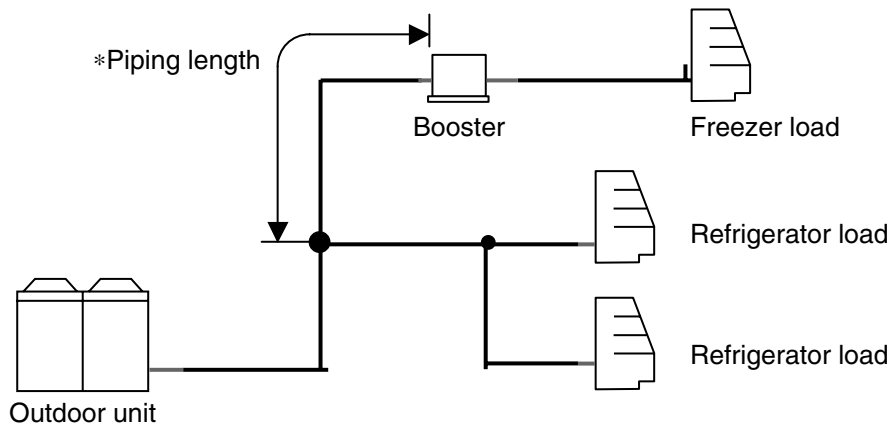 ∗Piping length
Booster
Freezer load
Refrigerator load
Refrigerator load
Outdoor unit